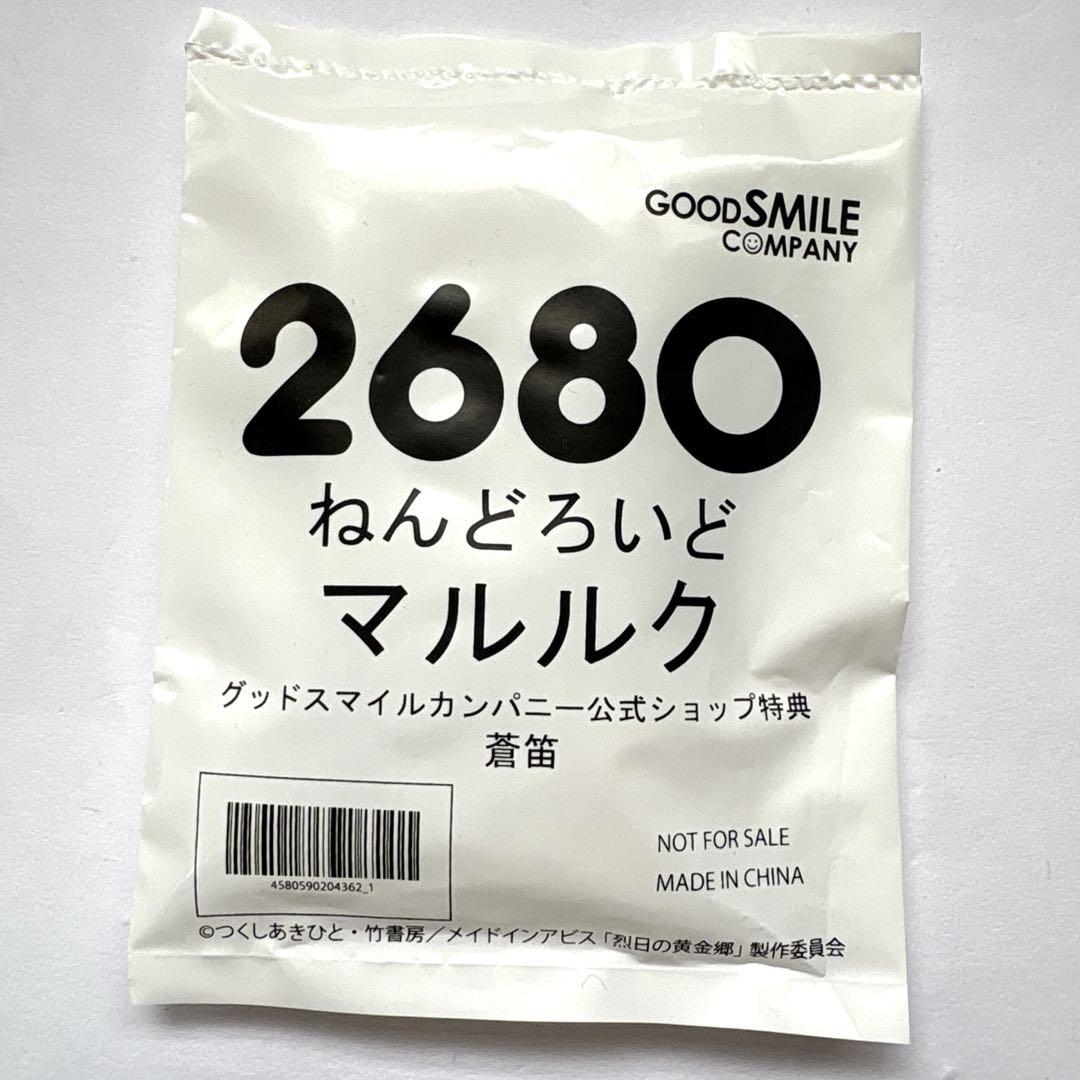 GOODSMILE
COMPANY
2680
ねんどろいど
マルルク
グッドスマイルカンパニー公式ショップ特典
蒼笛
4580590204362_1
NOT FOR SALE
MADE IN CHINA
©つくしあきひと・竹書房／メイドインアビス「烈日の黄金郷」製作委員会